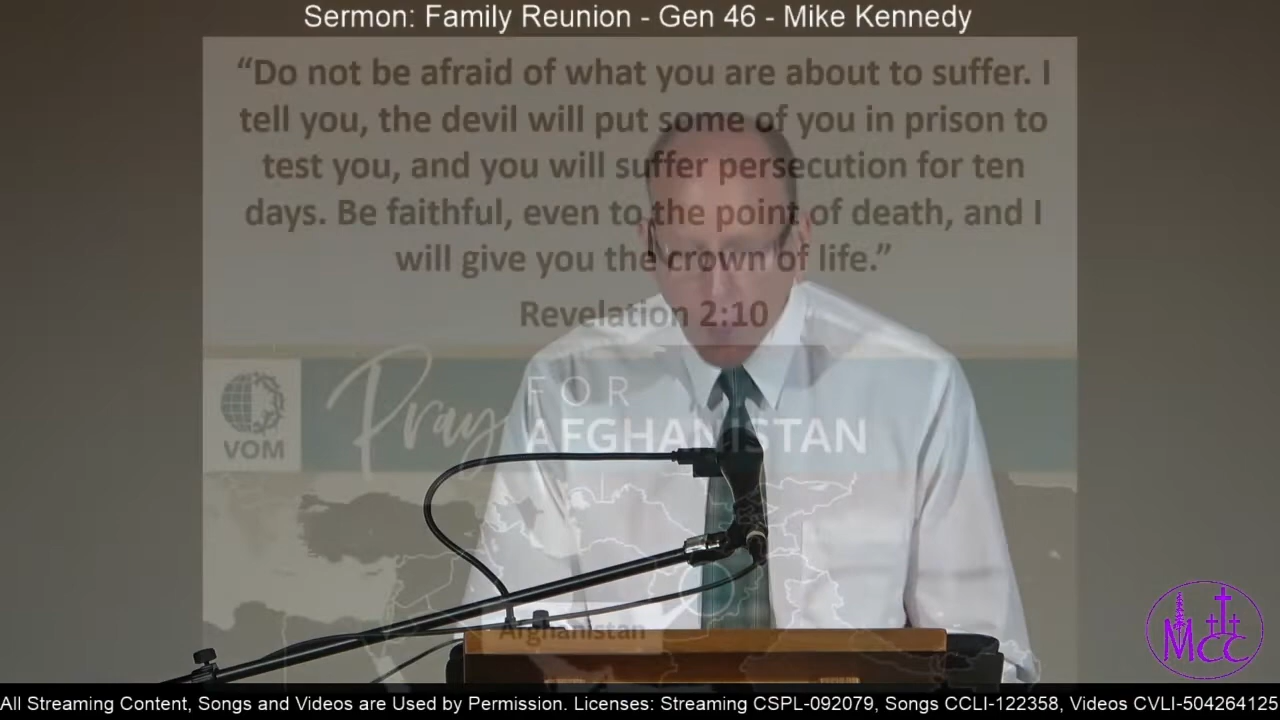 Sermon: Family Reunion - Gen 46 - Mike Kennedy
“Do not be afraid of what you are about to suffer. I
tell you, the devil will put some of you in prison to
test you, and you will suffer persecution for ten
days. Be faithful, even to the point of death, and I
will give you the crown of life.”
Revelation 2:10
VOM
Pray
FOR
AFGHANISTAN
Afghanistan
MCC
All Streaming Content, Songs and Videos are Used by Permission. Licenses: Streaming CSPL-092079, Songs CCLI-122358, Videos CVLI-504264125